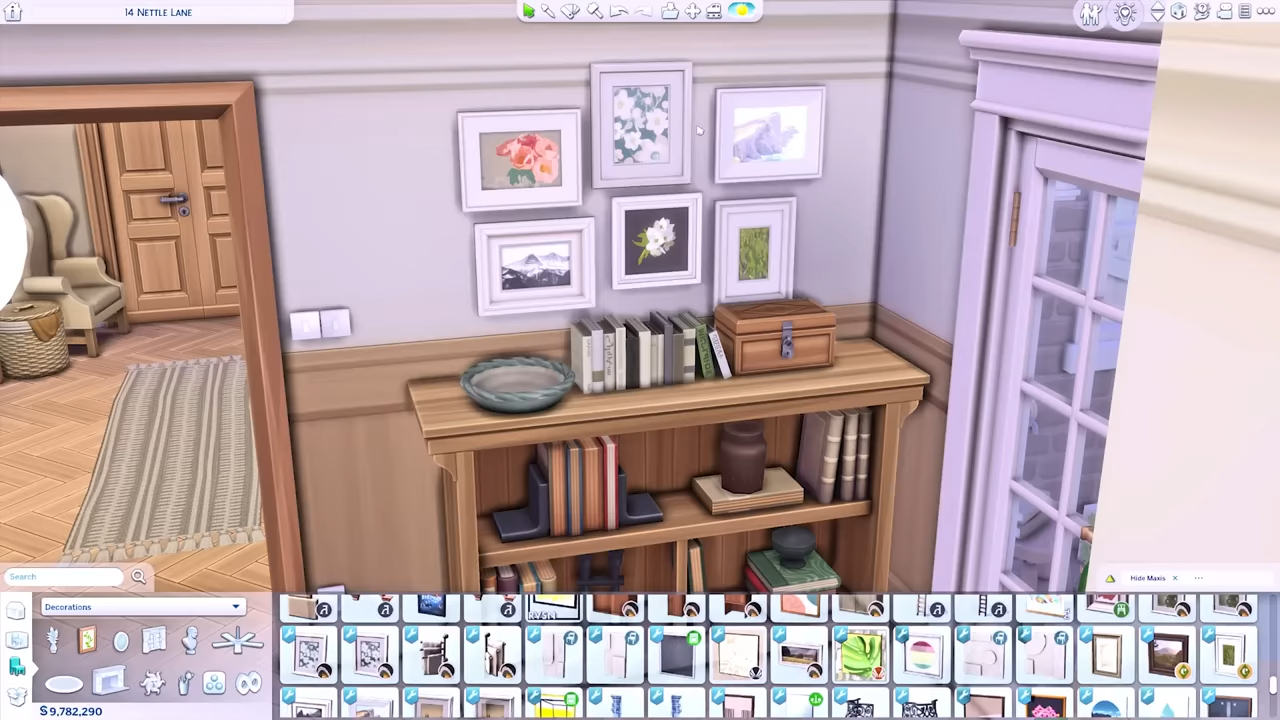 14 NETTLE LANE
Search
Hide Maxis
Decorations
$9,782,290